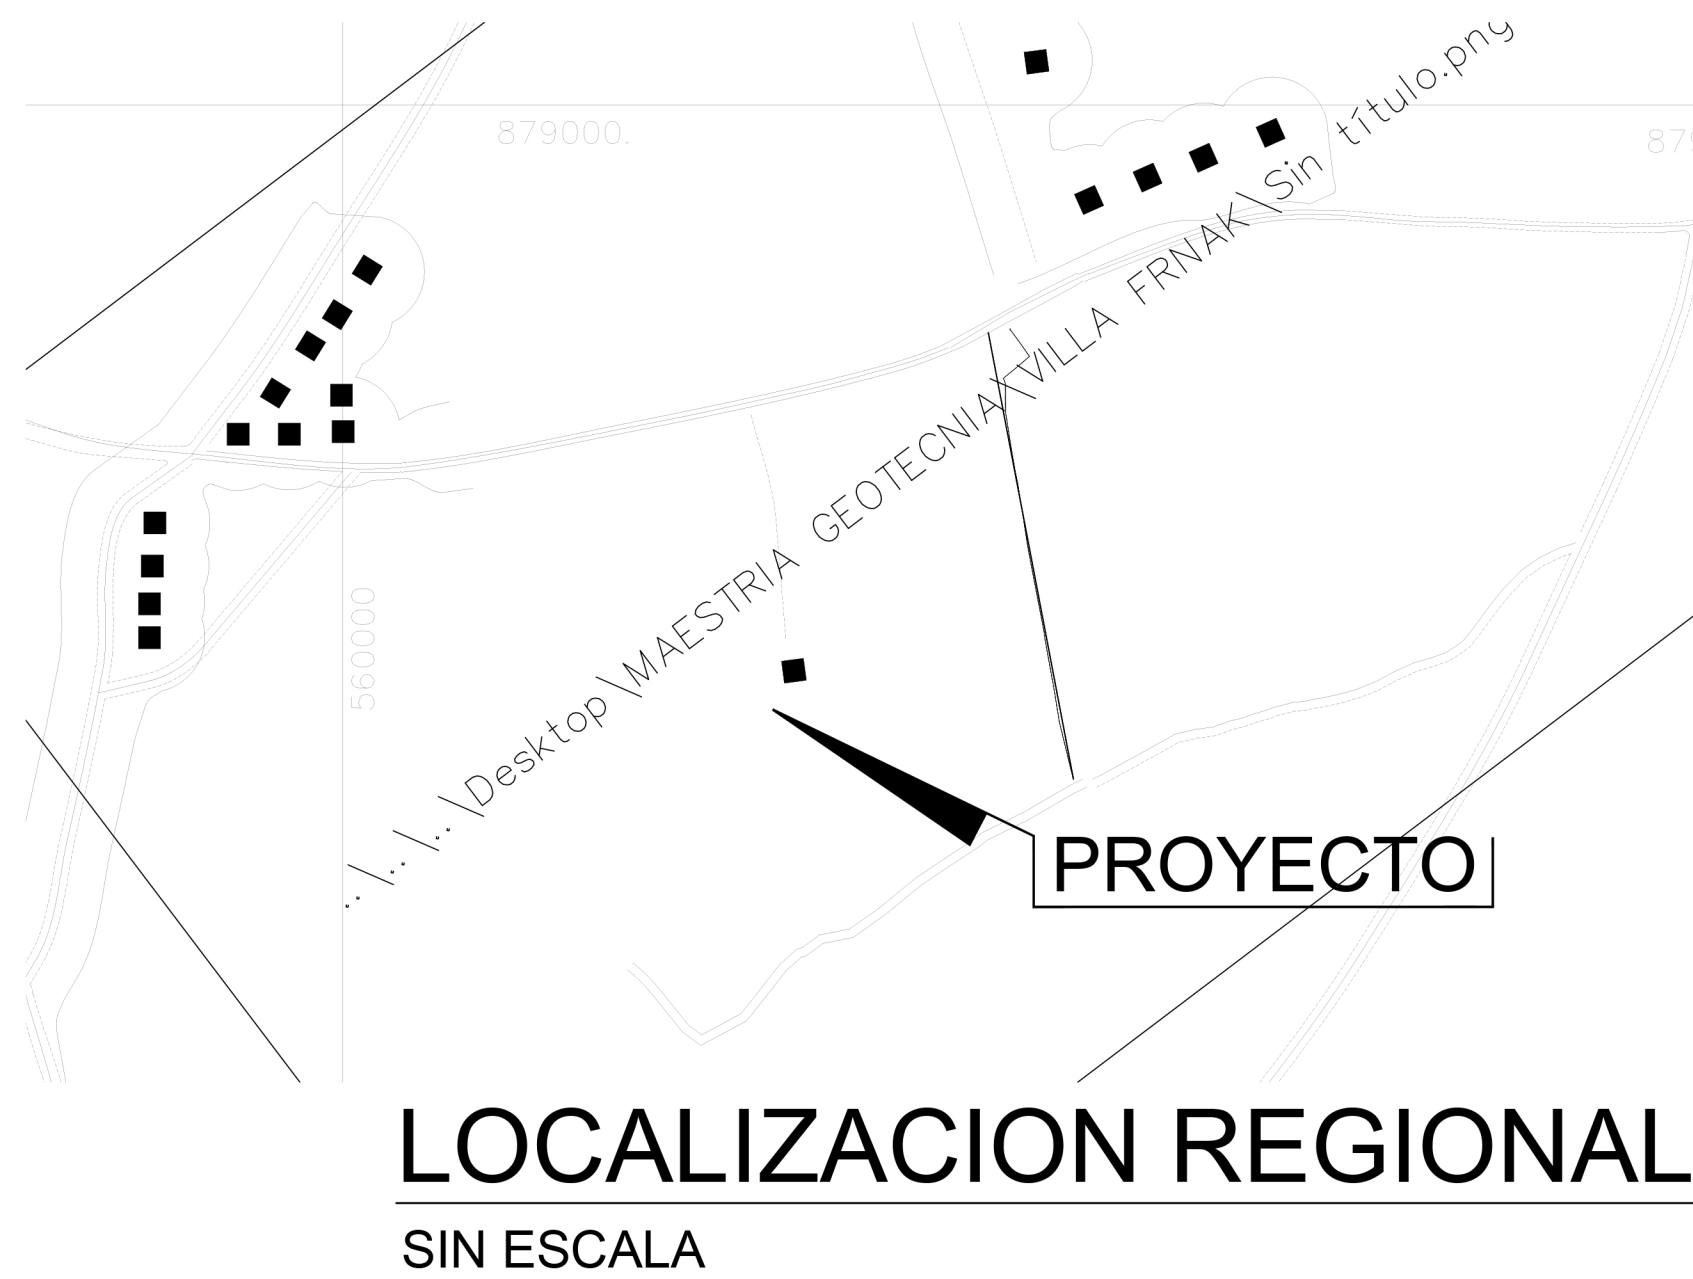 879000.
879
560000
..\..\..\Desktop\MAESTRIA GEOTECNIA\VILLA FRNAK\Sin título.png
PROYECTO
LOCALIZACION REGIONAL
SIN ESCALA